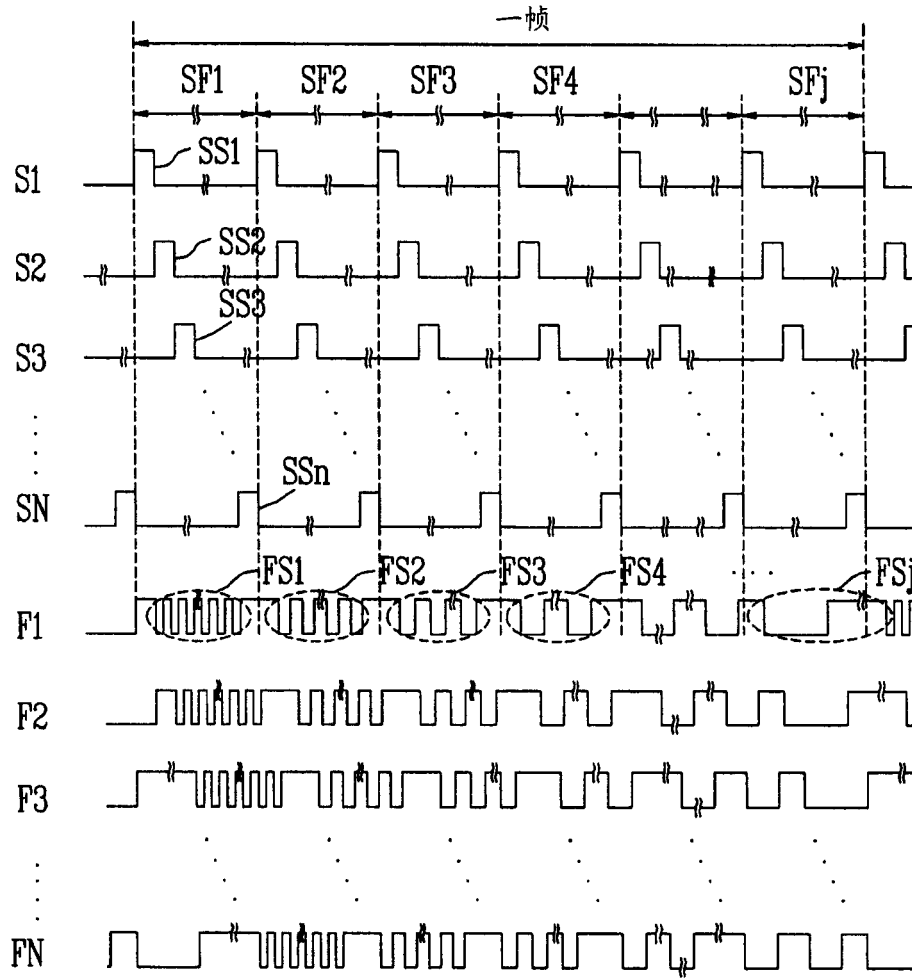 一帧
SF1 SF2 SF3 SF4 SFj
S1 SS1
S2 SS2
S3 SS3
SN SSn
FS1 FS2 FS3 FS4 FSj
F1
F2
F3
FN